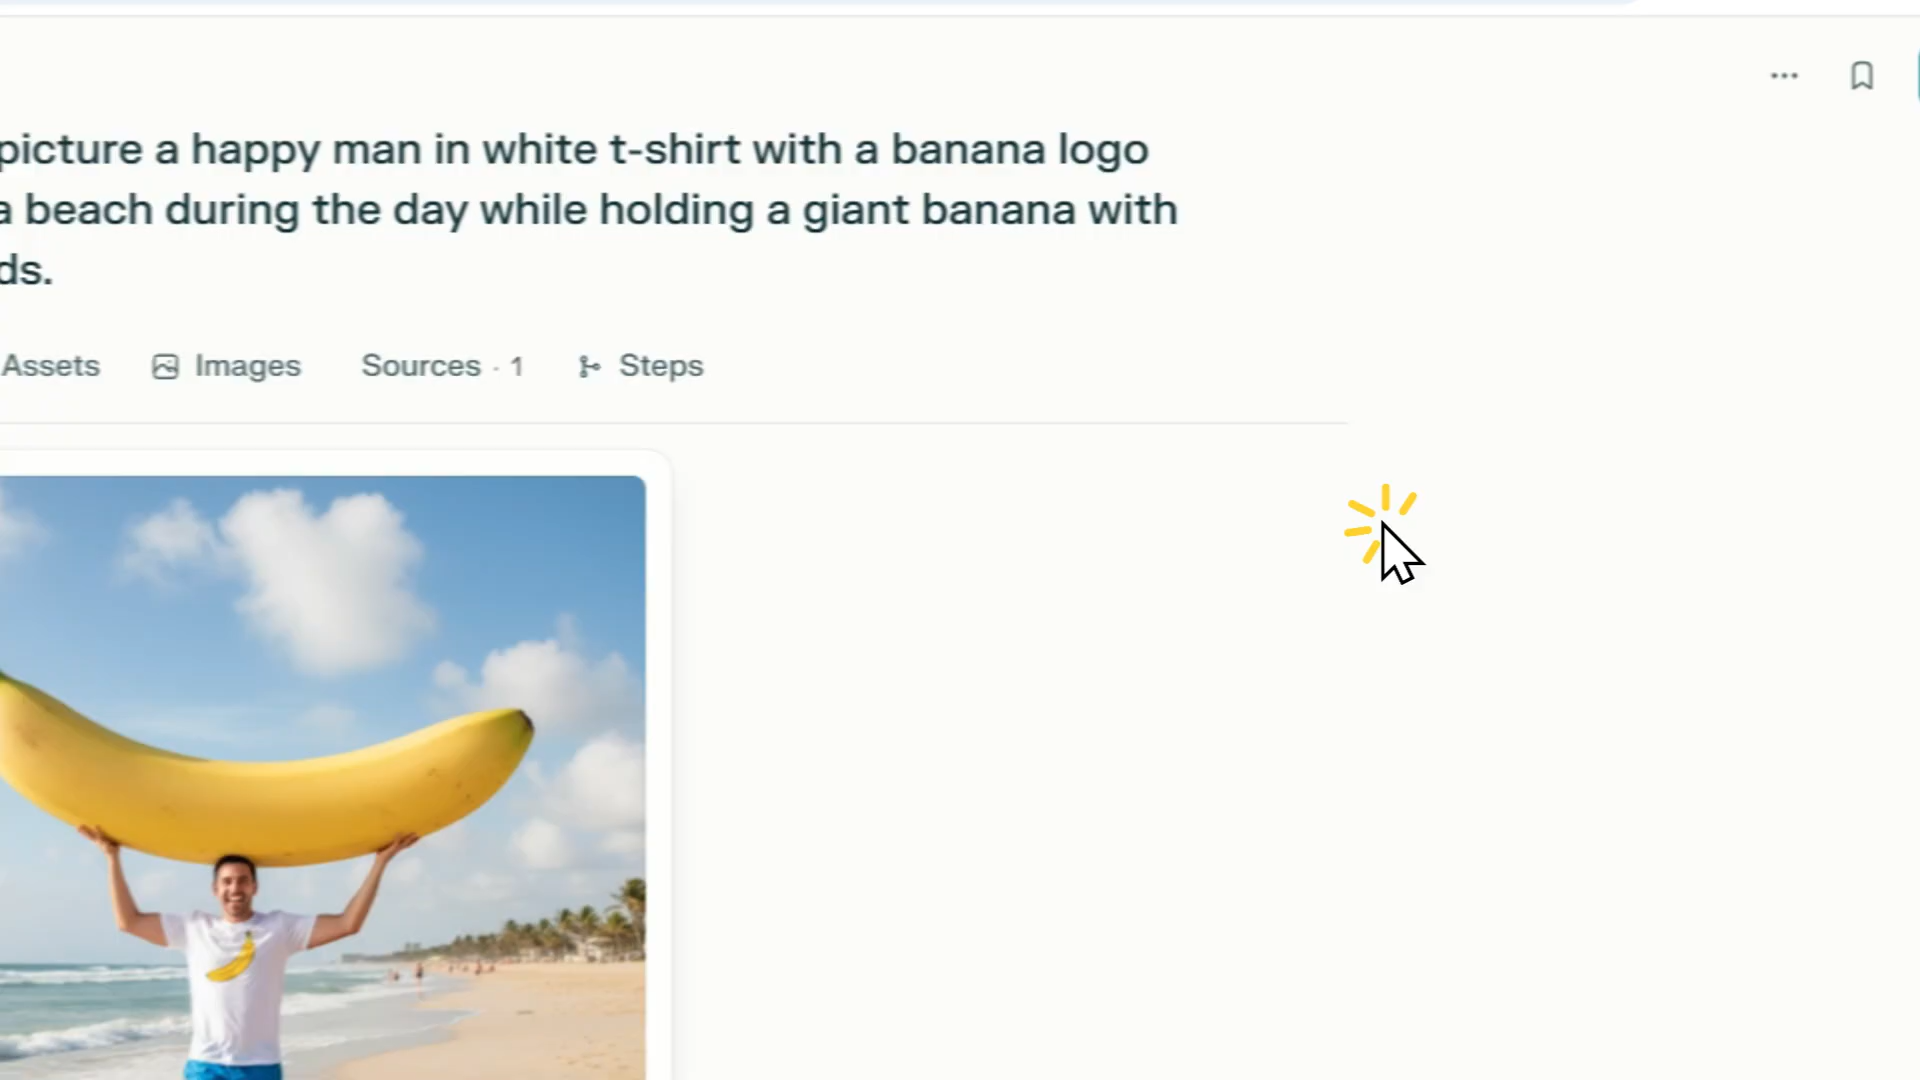 picture a happy man in white t-shirt with a banana logo
a beach during the day while holding a giant banana with
ds.
Assets Images Sources · 1 Steps